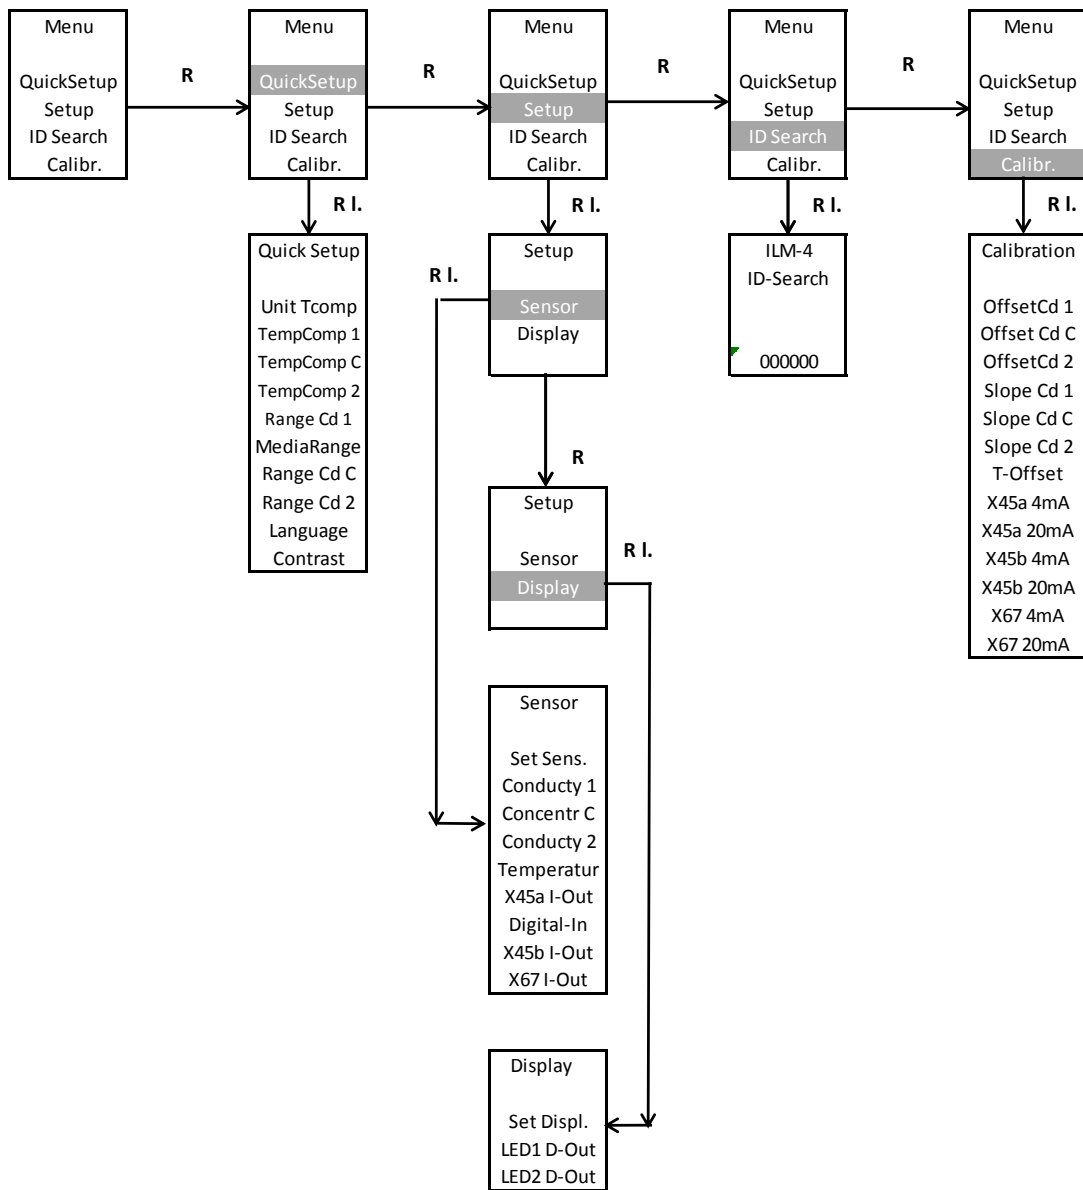 Menu
QuickSetup
Setup
ID Search
Calibr.
R
Menu
QuickSetup
Setup
ID Search
Calibr.
R
Menu
QuickSetup
Setup
ID Search
Calibr.
R
Menu
QuickSetup
Setup
ID Search
Calibr.
R
Menu
QuickSetup
Setup
ID Search
Calibr.
R l.
Quick Setup
Unit Tcomp
TempComp 1
TempComp C
TempComp 2
Range Cd 1
MediaRange
Range Cd C
Range Cd 2
Language
Contrast
R l.
Setup
Sensor
Display
R l.
R
Setup
Sensor
Display
R l.
Sensor
Set Sens.
Conducty 1
Concentr C
Conducty 2
Temperatur
X45a I-Out
Digital-In
X45b I-Out
X67 I-Out
Display
Set Displ.
LED1 D-Out
LED2 D-Out
R l.
ILM-4
ID-Search
000000
R l.
Calibration
OffsetCd 1
Offset Cd C
OffsetCd 2
Slope Cd 1
Slope Cd C
Slope Cd 2
T-Offset
X45a 4mA
X45a 20mA
X45b 4mA
X45b 20mA
X67 4mA
X67 20mA